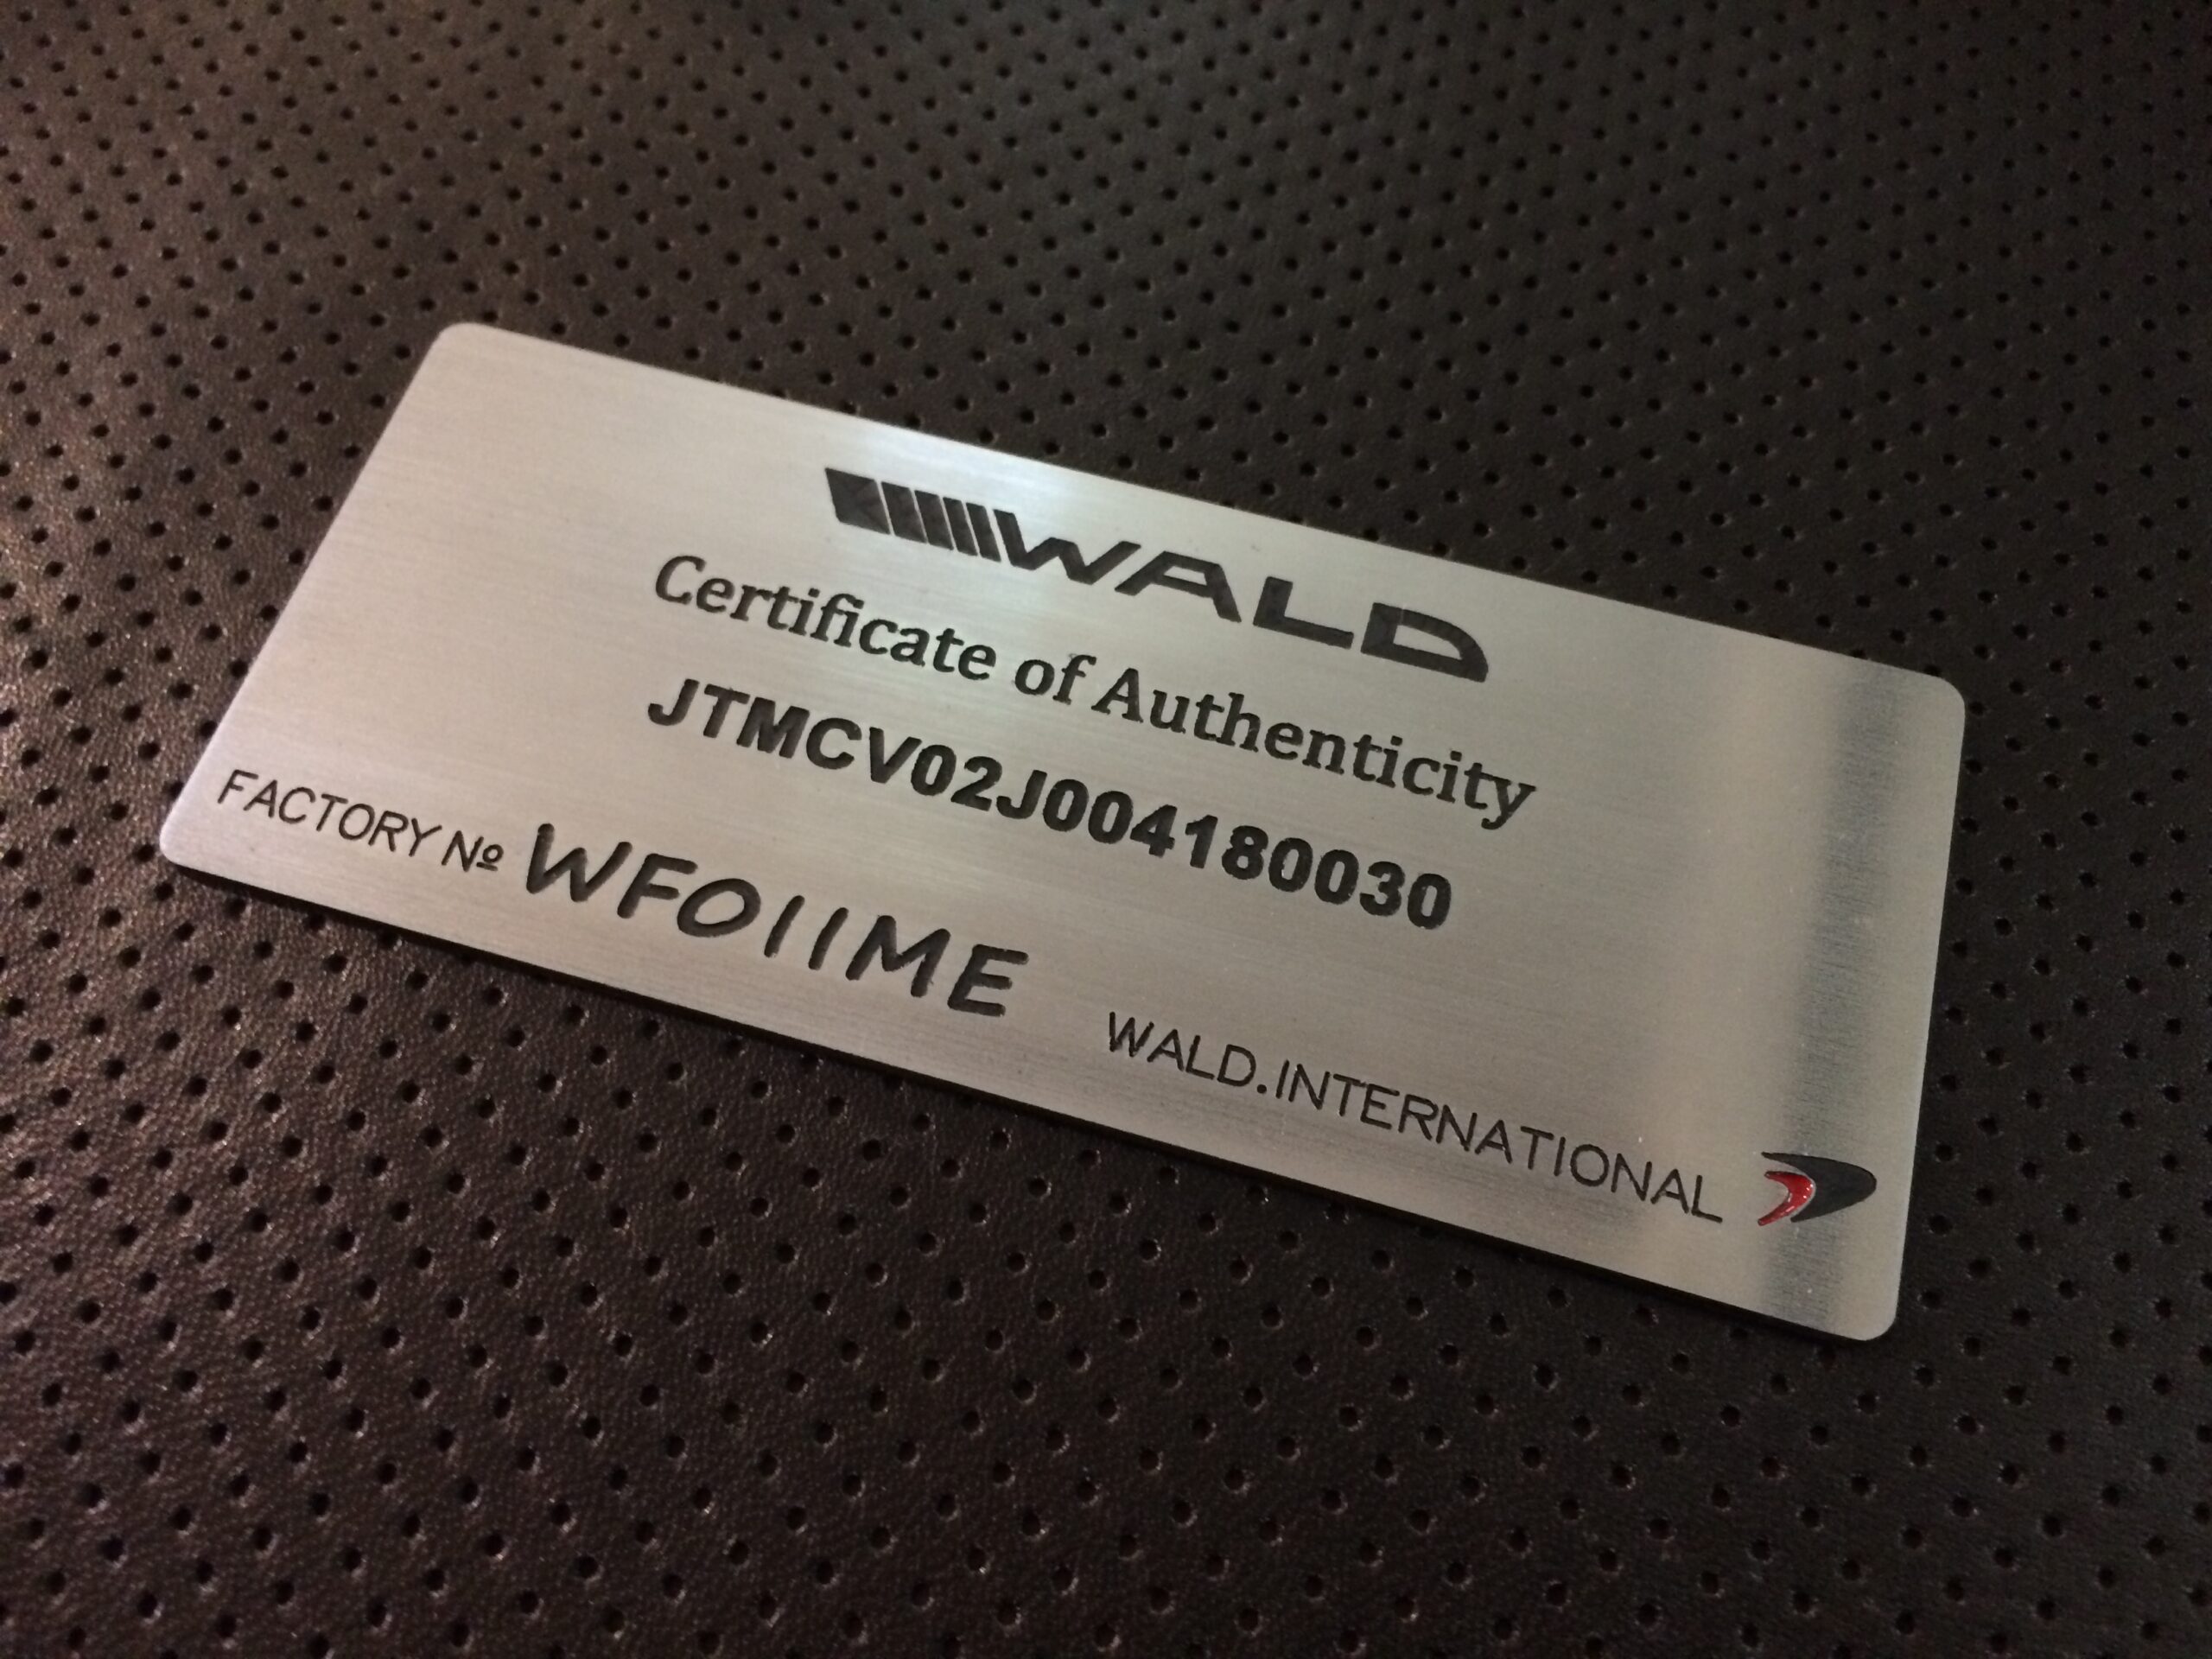 WALD
Certificate of Authenticity
JTMCV02J004180030
FACTORY № WF011ME
WALD.INTERNATIONAL